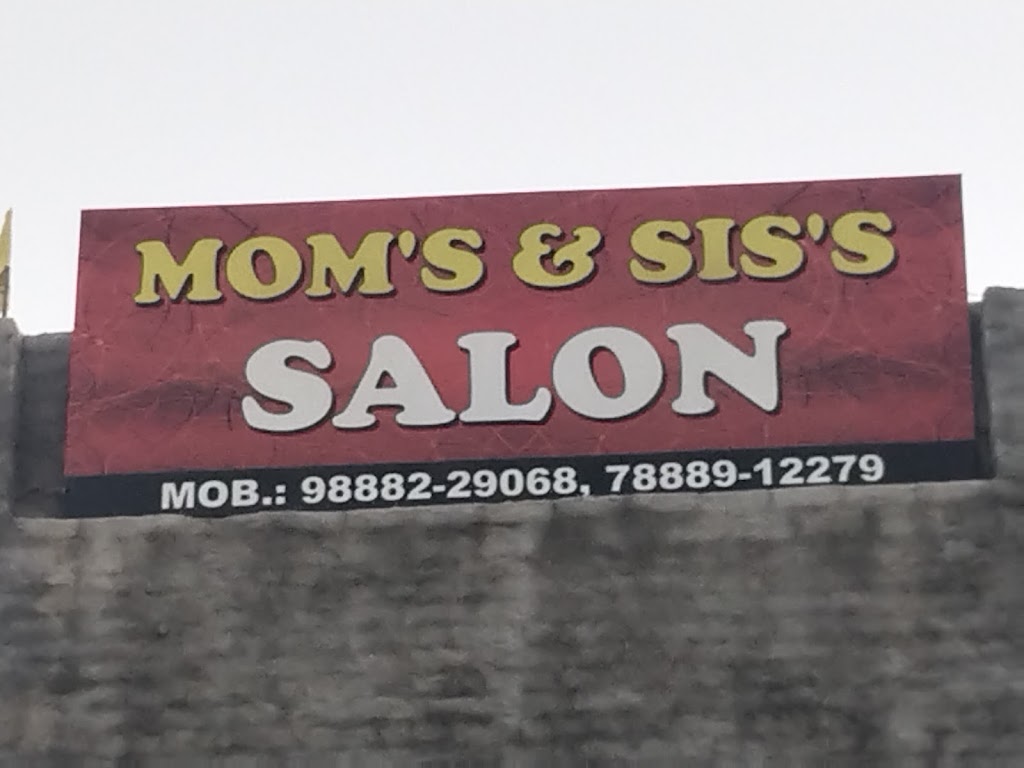 MOM'S & SIS'S
SALON
MOB.: 98882-29068, 78889-12279